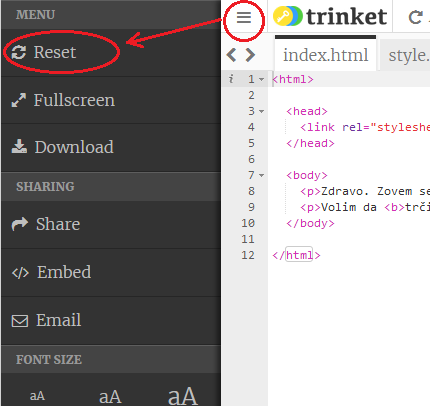 MENU
Reset
Fullscreen
Download
SHARING
Share
Embed
Email
FONT SIZE
aA aA aA
trinket
index.html style.
i 1 <html>
2
3 <head>
4 <link rel="styleshe
5 </head>
6
7 <body>
8 <p>Zdravo. Zovem se
9 <p>Volim da <b>trči
10 </body>
11
12 </html>